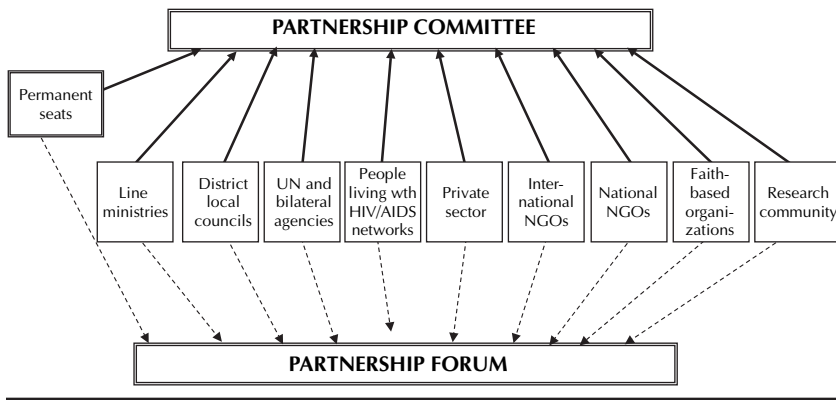 PARTNERSHIP COMMITTEE
Permanent
seats
Line
ministries
District
local
councils
UN and
bilateral
agencies
People
living wth
HIV/AIDS
networks
Private
sector
Inter-
national
NGOs
National
NGOs
Faith-
based
organi-
zations
Research
community
PARTNERSHIP FORUM